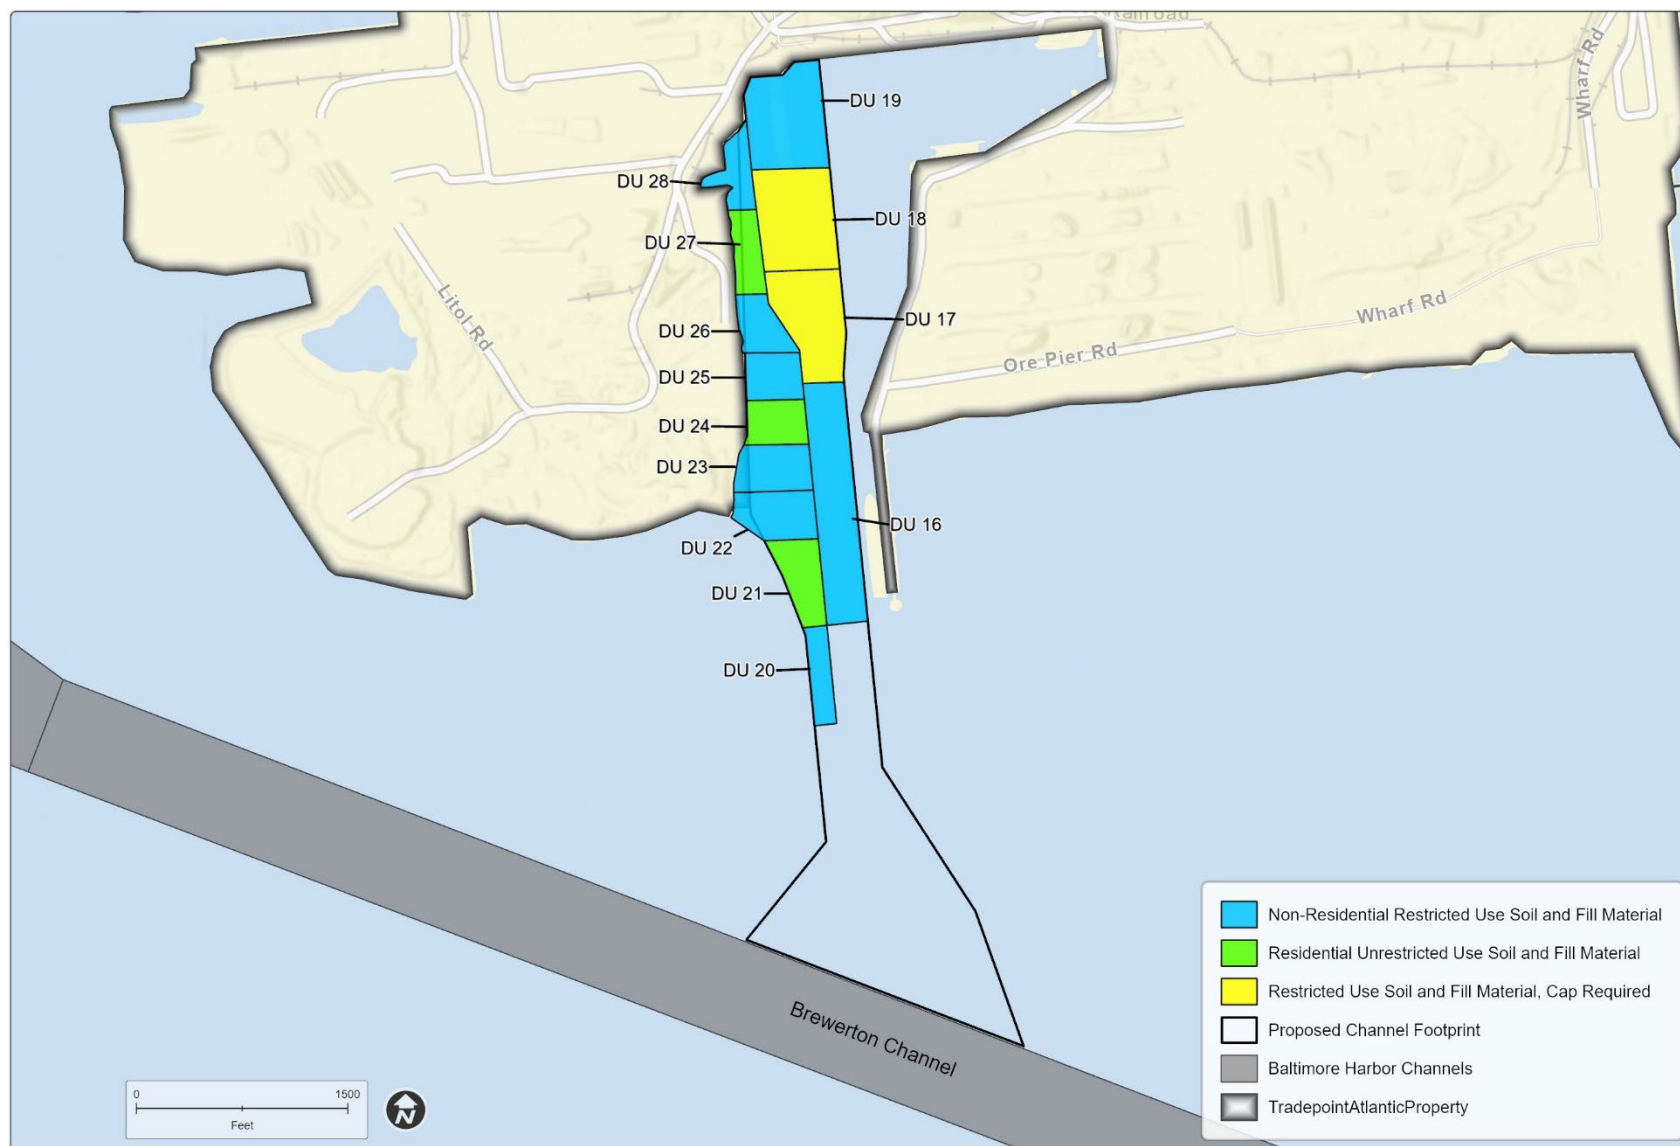 Railroad
Wharf Rd
DU 19
DU 28
DU 18
DU 27
Litol Rd
DU 17
Wharf Rd
DU 26
Ore Pier Rd
DU 25
DU 24
DU 23
DU 16
DU 22
DU 21
DU 20
Brewerton Channel
Non-Residential Restricted Use Soil and Fill Material
Residential Unrestricted Use Soil and Fill Material
Restricted Use Soil and Fill Material, Cap Required
Proposed Channel Footprint
Baltimore Harbor Channels
TradepointAtlanticProperty
0 1500
Feet
N